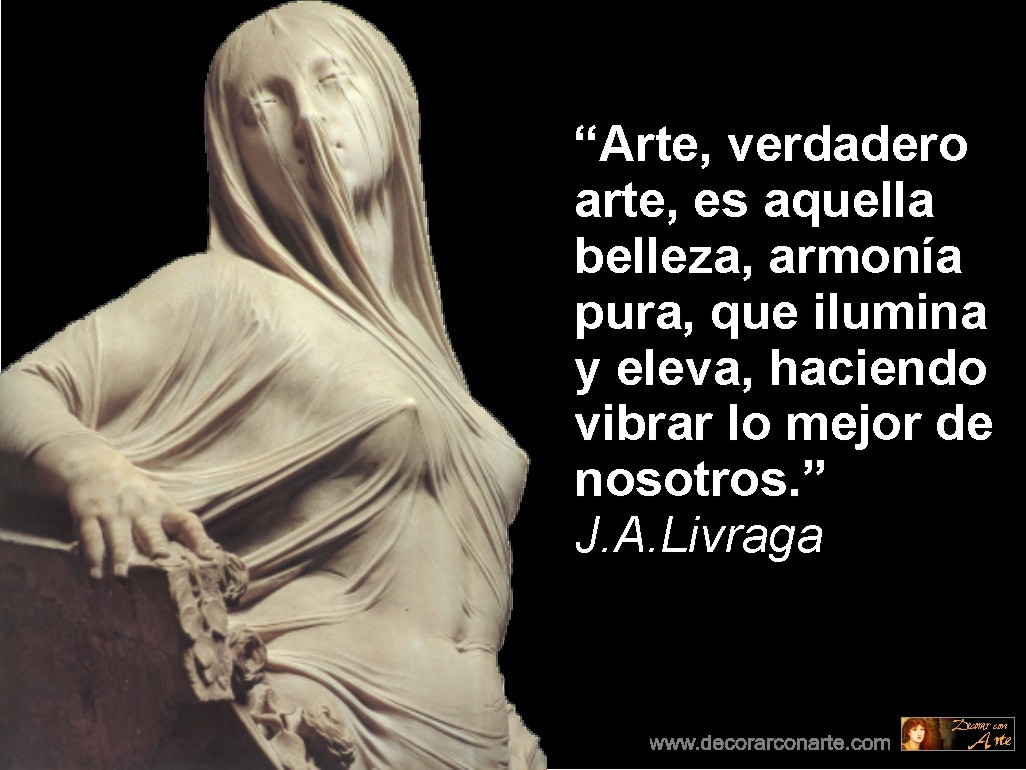 “Arte, verdadero
arte, es aquella
belleza, armonía
pura, que ilumina
y eleva, haciendo
vibrar lo mejor de
nosotros.”
J.A.Livraga
www.decorarconarte.com
Decorar con
Arte